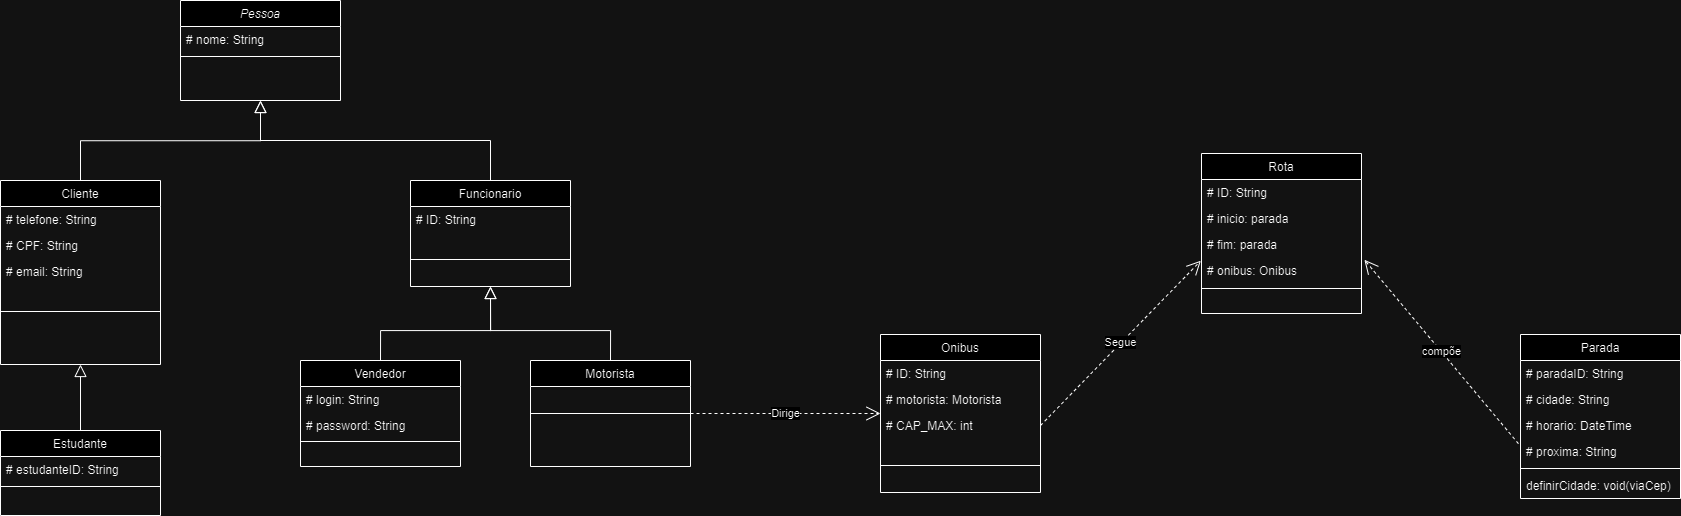 Pessoa
# nome: String
Cliente
# telefone: String
# CPF: String
# email: String
Funcionario
# ID: String
Estudante
# estudanteID: String
Vendedor
# login: String
# password: String
Motorista
Dirige
Onibus
# ID: String
# motorista: Motorista
# CAP_MAX: int
Segue
Rota
# ID: String
# inicio: parada
# fim: parada
# onibus: Onibus
compõe
Parada
# paradaID: String
# cidade: String
# horario: DateTime
# proxima: String
definirCidade: void(viaCep)